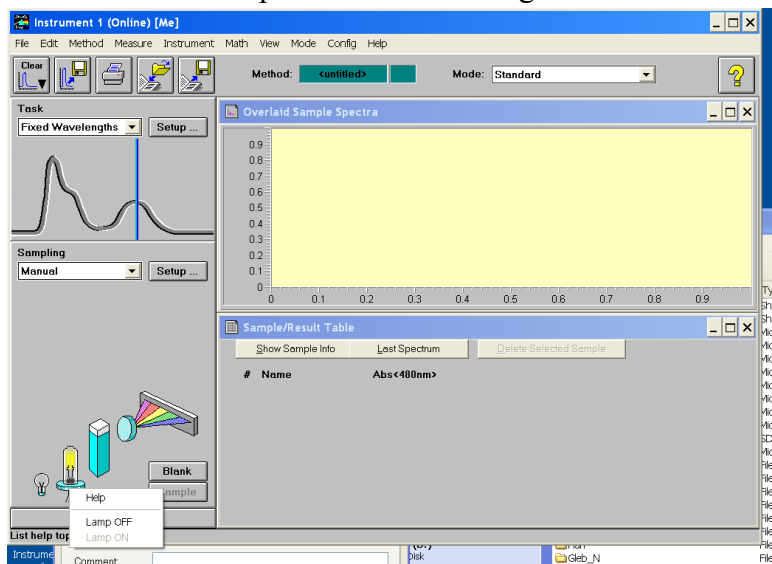 Instrument 1 (Online) [Me]
File Edit Method Measure Instrument Math View Mode Config Help
Clear
Method: <untitled> Mode: Standard
Task
Fixed Wavelengths Setup ...
Sampling
Manual Setup ...
Blank
Sample
Help
Lamp OFF
Lamp ON
List help top
Overlaid Sample Spectra
0.9
0.8
0.7
0.6
0.5
0.4
0.3
0.2
0.1
0
0 0.1 0.2 0.3 0.4 0.5 0.6 0.7 0.8 0.9
Sample/Result Table
Show Sample Info Last Spectrum Delete Selected Sample
# Name Abs<480nm>
Instrume
Comment:
Disk
Gleb_N
File